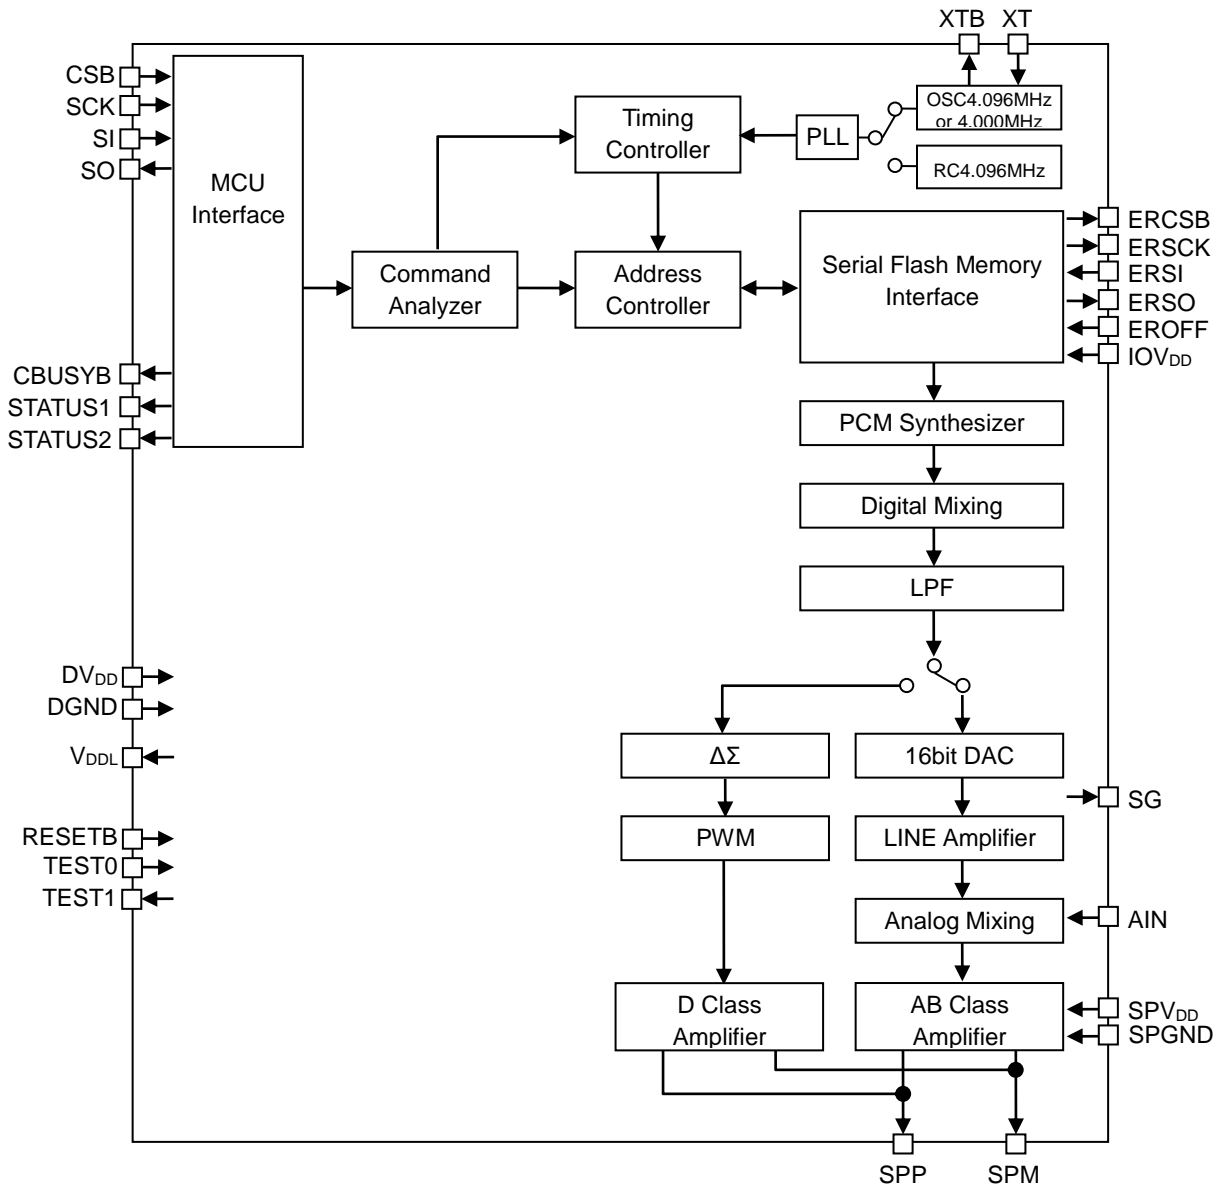 XTB XT
CSB
SCK
SI
SO
MCU
Interface
Timing
Controller
PLL
OSC4.096MHz
or 4.000MHz
RC4.096MHz
Command
Analyzer
Address
Controller
Serial Flash Memory
Interface
ERCSB
ERSCK
ERSI
ERSO
EROFF
IOVDD
CBUSYB
STATUS1
STATUS2
PCM Synthesizer
Digital Mixing
LPF
DVDD
DGND
VDDL
RESETB
TEST0
TEST1
ΔΣ
16bit DAC
SG
PWM
LINE Amplifier
Analog Mixing
AIN
D Class
Amplifier
AB Class
Amplifier
SPVDD
SPGND
SPP SPM